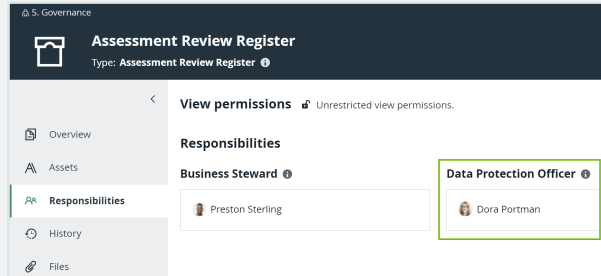 5. Governance
Assessment Review Register
Type: Assessment Review Register
View permissions Unrestricted view permissions.
Overview
Assets
Responsibilities
History
Files
Responsibilities
Business Steward
Preston Sterling
Data Protection Officer
Dora Portman